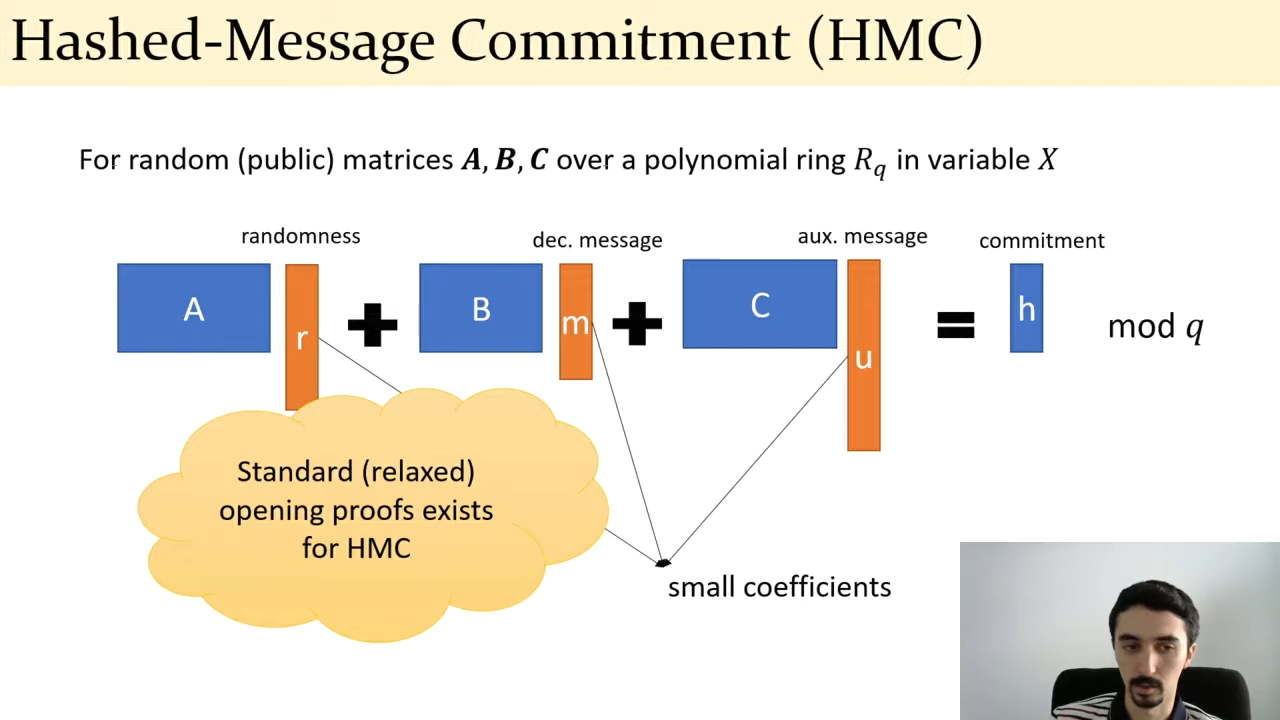 Hashed-Message Commitment (HMC)
For random (public) matrices A, B, C over a polynomial ring R_q in variable X
randomness dec. message aux. message commitment
A r + B m + C u = h mod q
Standard (relaxed)
opening proofs exists
for HMC
small coefficients